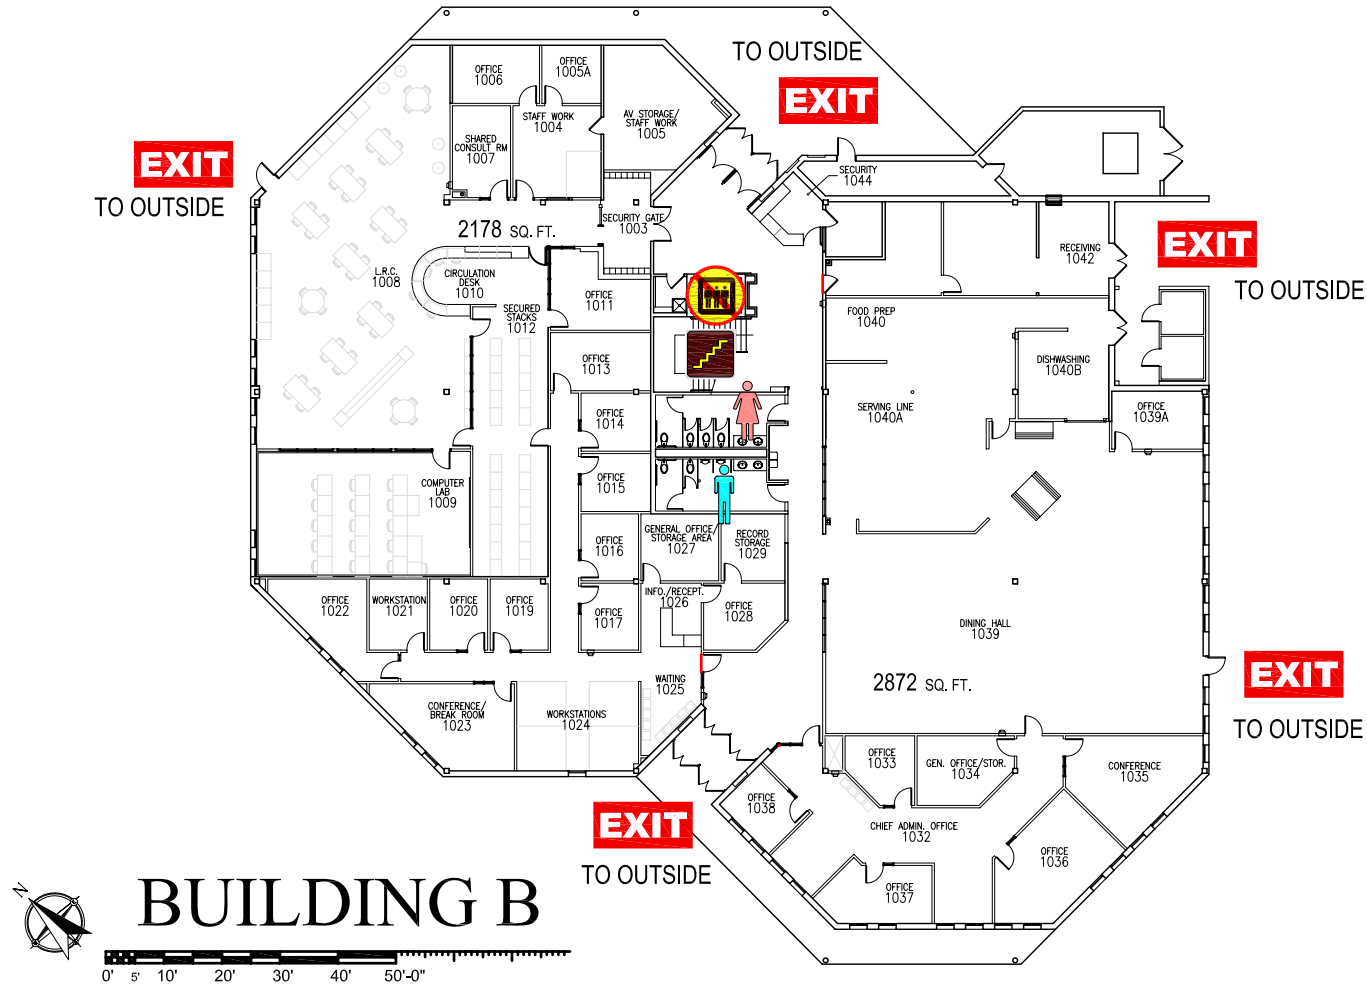 TO OUTSIDE
EXIT
EXIT
TO OUTSIDE
OFFICE
1006
OFFICE
1005A
STAFF WORK
1004
AV STORAGE/
STAFF WORK
1005
SHARED
CONSULT RM
1007
SECURITY
1044
SECURITY GATE
1003
2178 SQ. FT.
EXIT
TO OUTSIDE
RECEIVING
1042
L.R.C.
1008
CIRCULATION
DESK
1010
SECURED
STACKS
1012
OFFICE
1011
FOOD PREP
1040
OFFICE
1013
DISHWASHING
1040B
OFFICE
1014
SERVING LINE
1040A
OFFICE
1039A
COMPUTER
LAB
1009
OFFICE
1015
OFFICE
1016
GENERAL OFFICE/
STORAGE AREA
1027
RECORD
STORAGE
1029
OFFICE
1022
WORKSTATION
1021
OFFICE
1020
OFFICE
1019
OFFICE
1017
INFO./RECEPT.
1026
OFFICE
1028
DINING HALL
1039
2872 SQ. FT.
EXIT
TO OUTSIDE
WAITING
1025
CONFERENCE/
BREAK ROOM
1023
WORKSTATIONS
1024
OFFICE
1033
GEN. OFFICE/STOR.
1034
CONFERENCE
1035
OFFICE
1038
CHIEF ADMIN. OFFICE
1032
OFFICE
1036
OFFICE
1037
EXIT
TO OUTSIDE
N
BUILDING B
0' 5' 10' 20' 30' 40' 50'-0"